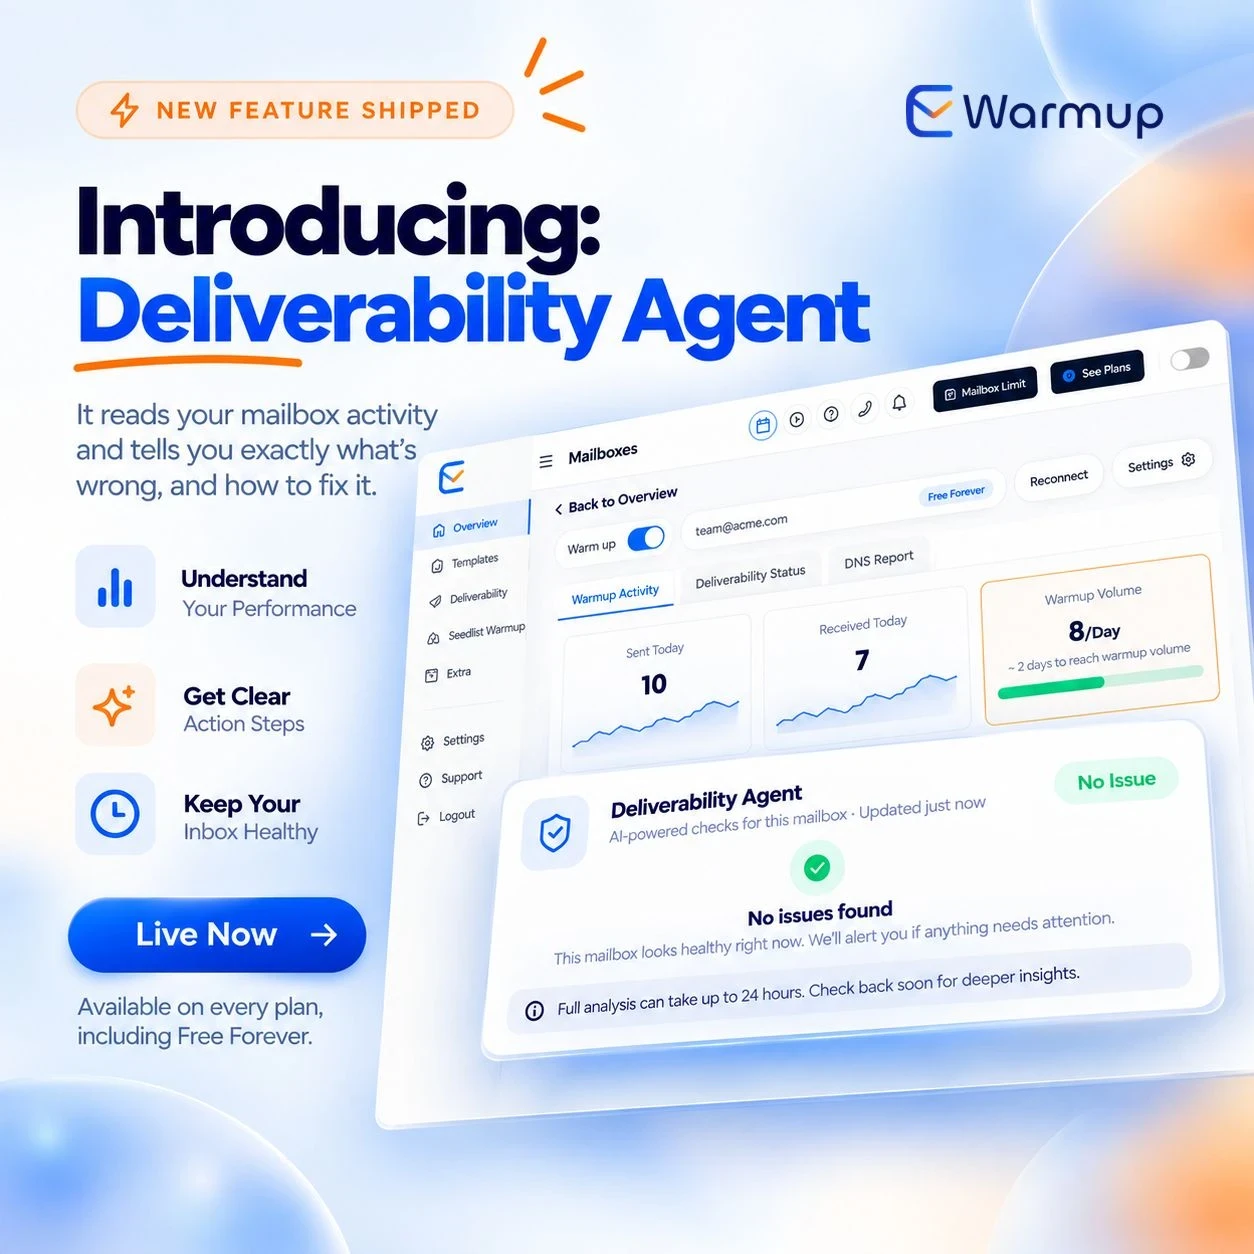 NEW FEATURE SHIPPED
Warmup
Introducing:
Deliverability Agent
It reads your mailbox activity
and tells you exactly what's
wrong, and how to fix it.
Understand
Your Performance
Get Clear
Action Steps
Keep Your
Inbox Healthy
Live Now
Available on every plan,
including Free Forever.
Mailboxes
Mailbox Limit
See Plans
Overview
Templates
Deliverability
Seedlist Warmup
Extra
Settings
Support
Logout
Back to Overview
Warm up
team@acme.com
Free Forever
Reconnect
Settings
Warmup Activity
Deliverability Status
DNS Report
Sent Today
10
Received Today
7
Warmup Volume
8/Day
~ 2 days to reach warmup volume
Deliverability Agent
AI-powered checks for this mailbox · Updated just now
No Issue
No issues found
This mailbox looks healthy right now. We'll alert you if anything needs attention.
Full analysis can take up to 24 hours. Check back soon for deeper insights.